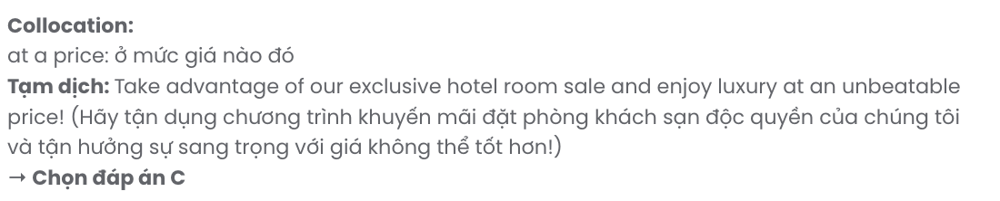 Collocation:
at a price: ở mức giá nào đó
Tạm dịch: Take advantage of our exclusive hotel room sale and enjoy luxury at an unbeatable
price! (Hãy tận dụng chương trình khuyến mãi đặt phòng khách sạn độc quyền của chúng tôi
và tận hưởng sự sang trọng với giá không thể tốt hơn!)
→ Chọn đáp án C